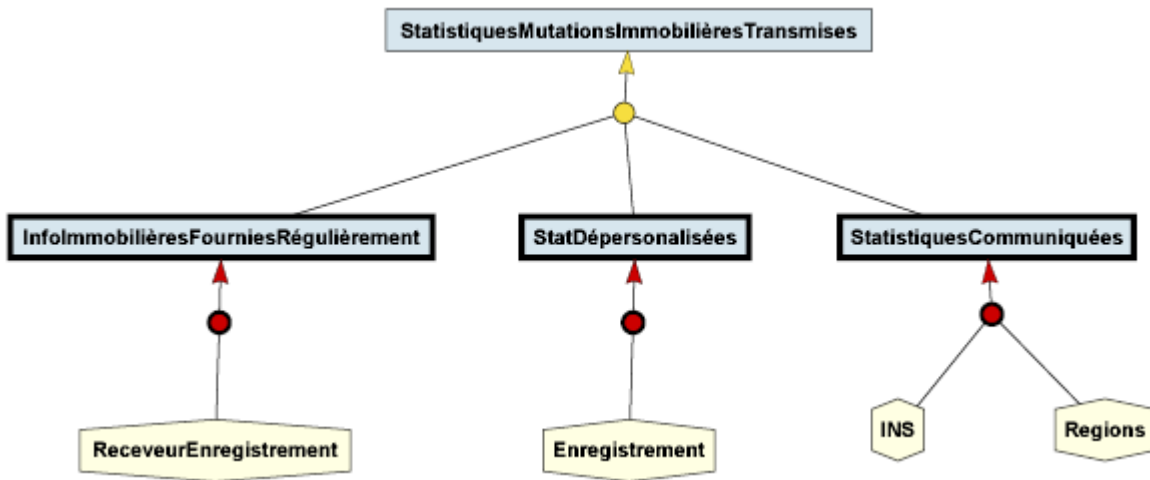 StatistiquesMutationsImmobilièresTransmises
InfoImmobilièresFourniesRégulièrement
StatDépersonalisées
StatistiquesCommuniquées
ReceveurEnregistrement
Enregistrement
INS
Regions